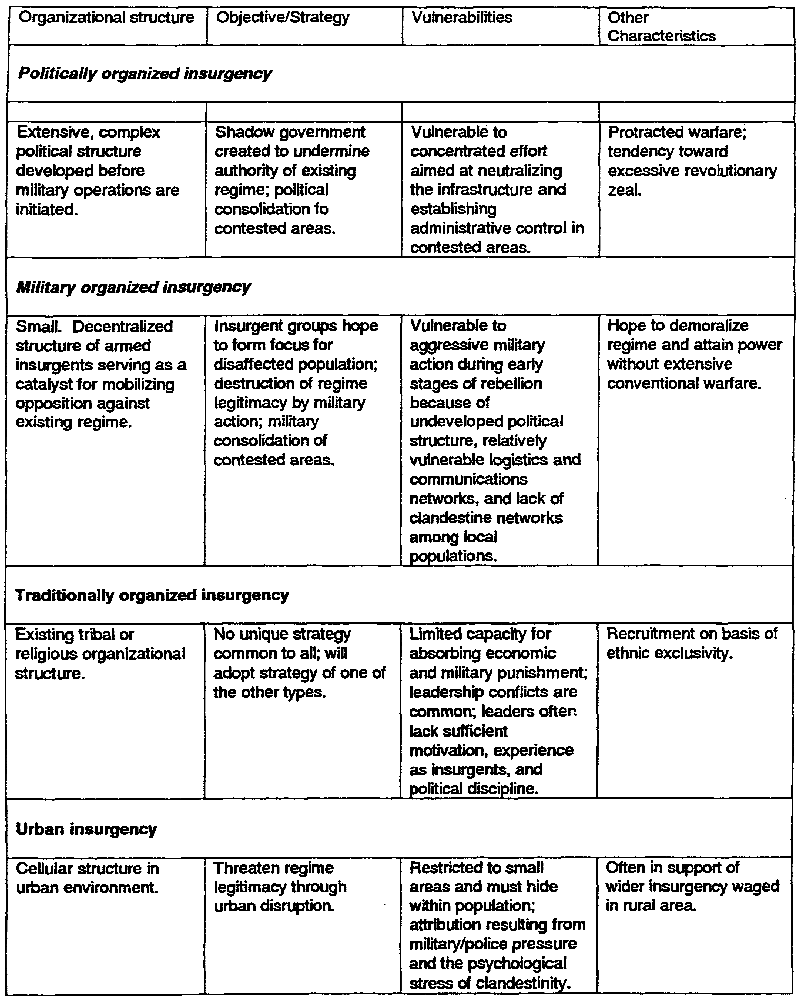 Organizational structure
Objective/Strategy
Vulnerabilities
Other
Characteristics
Politically organized insurgency
Extensive, complex
political structure
developed before
military operations are
initiated.
Shadow government
created to undermine
authority of existing
regime; political
consolidation fo
contested areas.
Vulnerable to
concentrated effort
aimed at neutralizing
the infrastructure and
establishing
administrative control in
contested areas.
Protracted warfare;
tendency toward
excessive revolutionary
zeal.
Military organized insurgency
Small. Decentralized
structure of armed
insurgents serving as a
catalyst for mobilizing
opposition against
existing regime.
Insurgent groups hope
to form focus for
disaffected population;
destruction of regime
legitimacy by military
action; military
consolidation of
contested areas.
Vulnerable to
aggressive military
action during early
stages of rebellion
because of
undeveloped political
structure, relatively
vulnerable logistics and
communications
networks, and lack of
clandestine networks
among local
populations.
Hope to demoralize
regime and attain power
without extensive
conventional warfare.
Traditionally organized insurgency
Existing tribal or
religious organizational
structure.
No unique strategy
common to all; will
adopt strategy of one of
the other types.
Limited capacity for
absorbing economic
and military punishment;
leadership conflicts are
common; leaders often
lack sufficient
motivation, experience
as insurgents, and
political discipline.
Recruitment on basis of
ethnic exclusivity.
Urban insurgency
Cellular structure in
urban environment.
Threaten regime
legitimacy through
urban disruption.
Restricted to small
areas and must hide
within population;
attribution resulting from
military/police pressure
and the psychological
stress of clandestinity.
Often in support of
wider insurgency waged
in rural area.